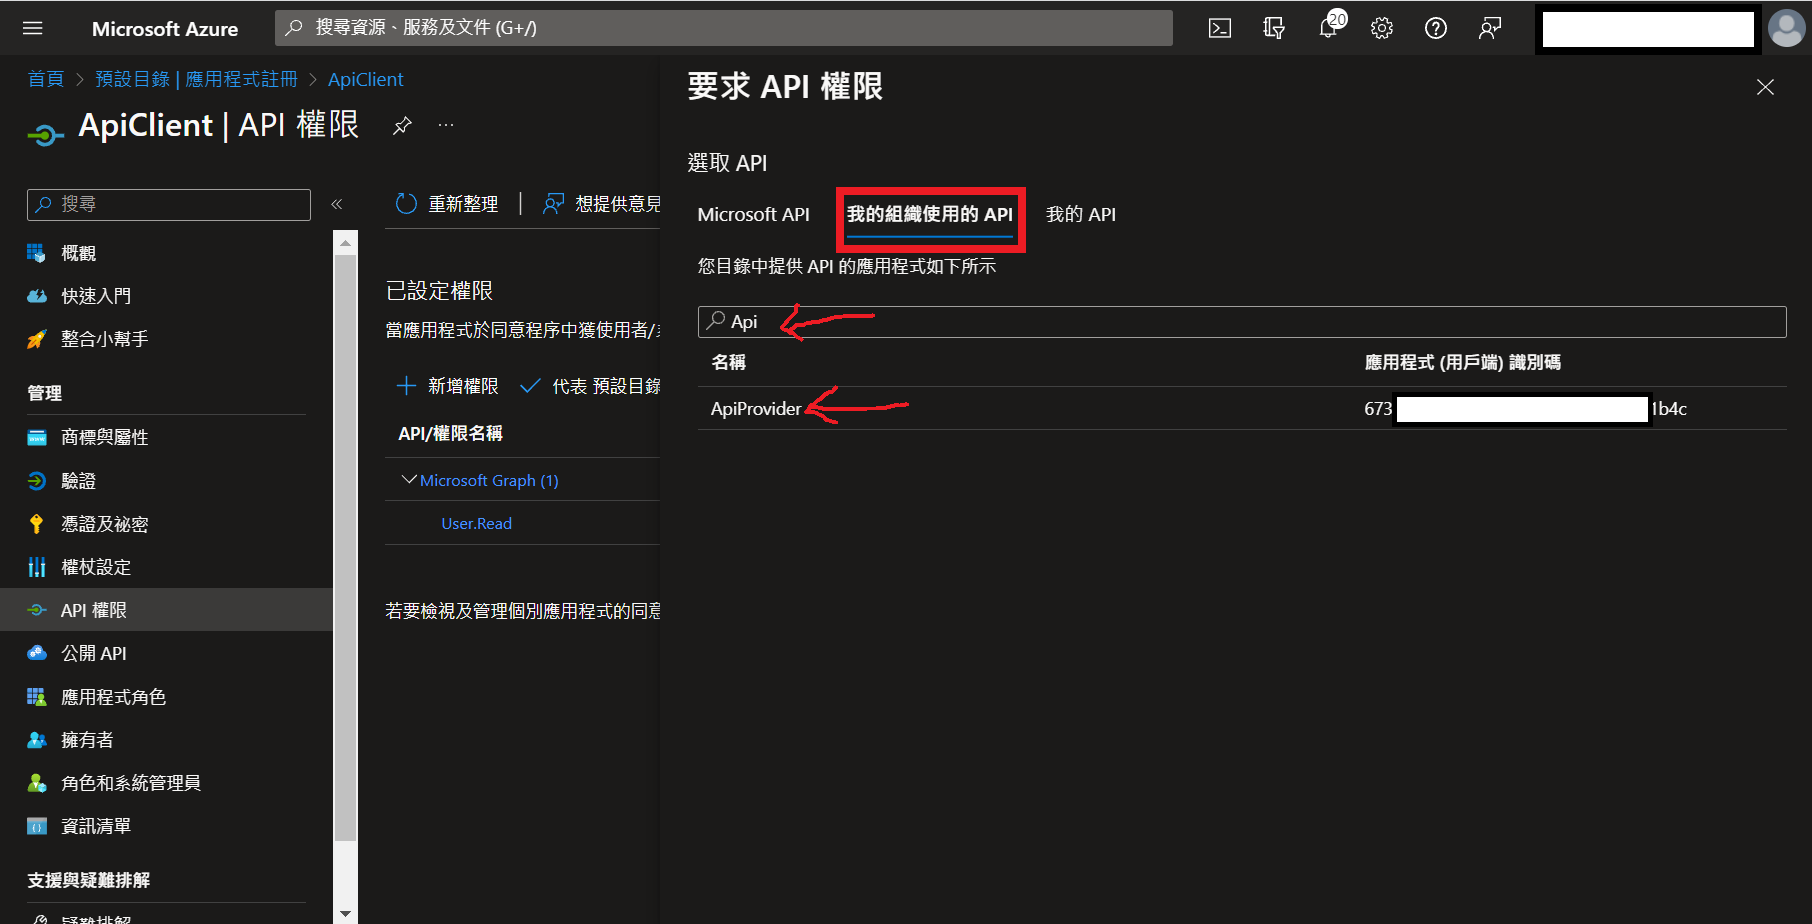 Microsoft Azure
搜尋資源、服務及文件 (G+/)
20
首頁 > 預設目錄 | 應用程式註冊 > ApiClient
ApiClient | API 權限
搜尋
概觀
快速入門
整合小幫手
管理
商標與屬性
驗證
憑證及祕密
權杖設定
API 權限
公開 API
應用程式角色
擁有者
角色和系統管理員
資訊清單
支援與疑難排解
疑難排解
重新整理
想提供意見
已設定權限
當應用程式於同意程序中獲使用者/
新增權限
代表 預設目錄
API/權限名稱
Microsoft Graph (1)
User.Read
若要檢視及管理個別應用程式的同意
要求 API 權限
選取 API
Microsoft API
我的組織使用的 API
我的 API
您目錄中提供 API 的應用程式如下所示
Api
名稱
應用程式 (用戶端) 識別碼
ApiProvider
673
1b4c